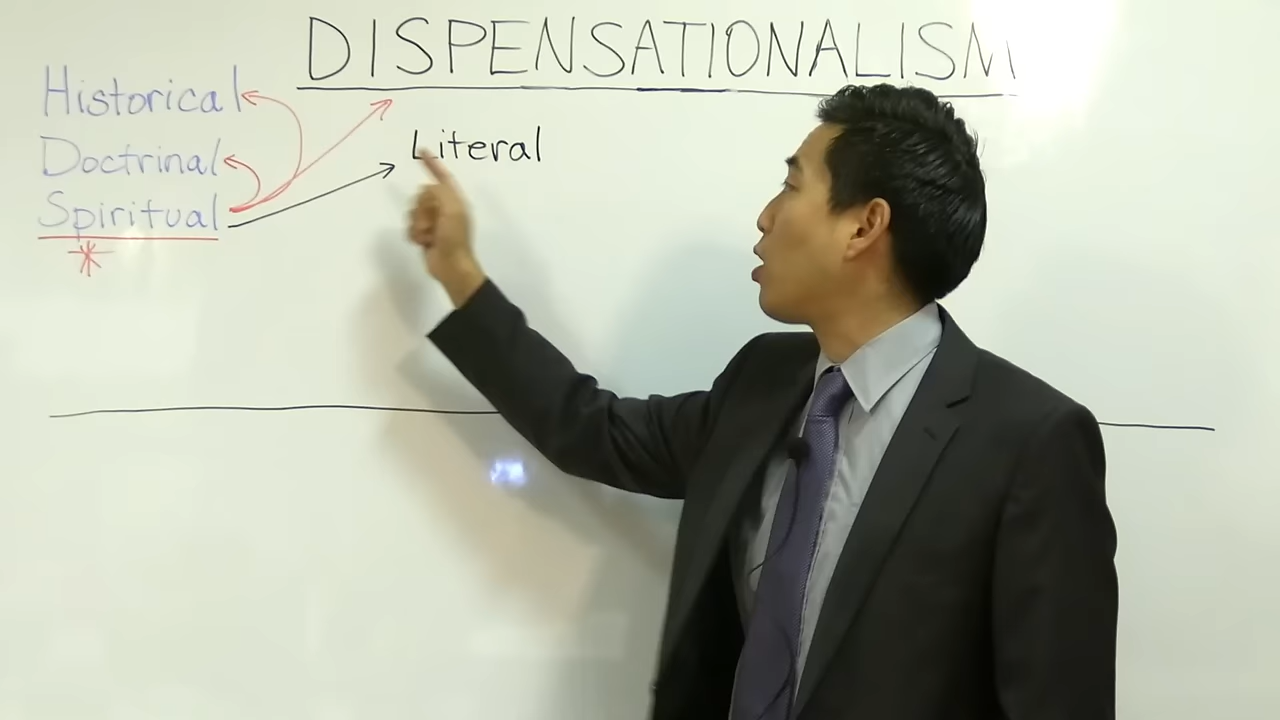 DISPENSATIONALISM
Historical
Doctrinal
Spiritual
*
Literal